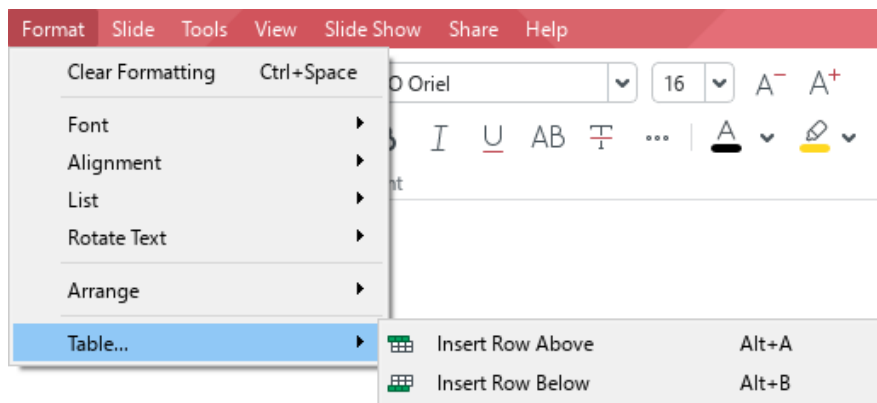 Format Slide Tools View Slide Show Share Help
Clear Formatting Ctrl+Space
O Oriel 16 A− A+
Font
I U AB T ••• A
Alignment
List
Rotate Text
Arrange
Table...
Insert Row Above Alt+A
Insert Row Below Alt+B